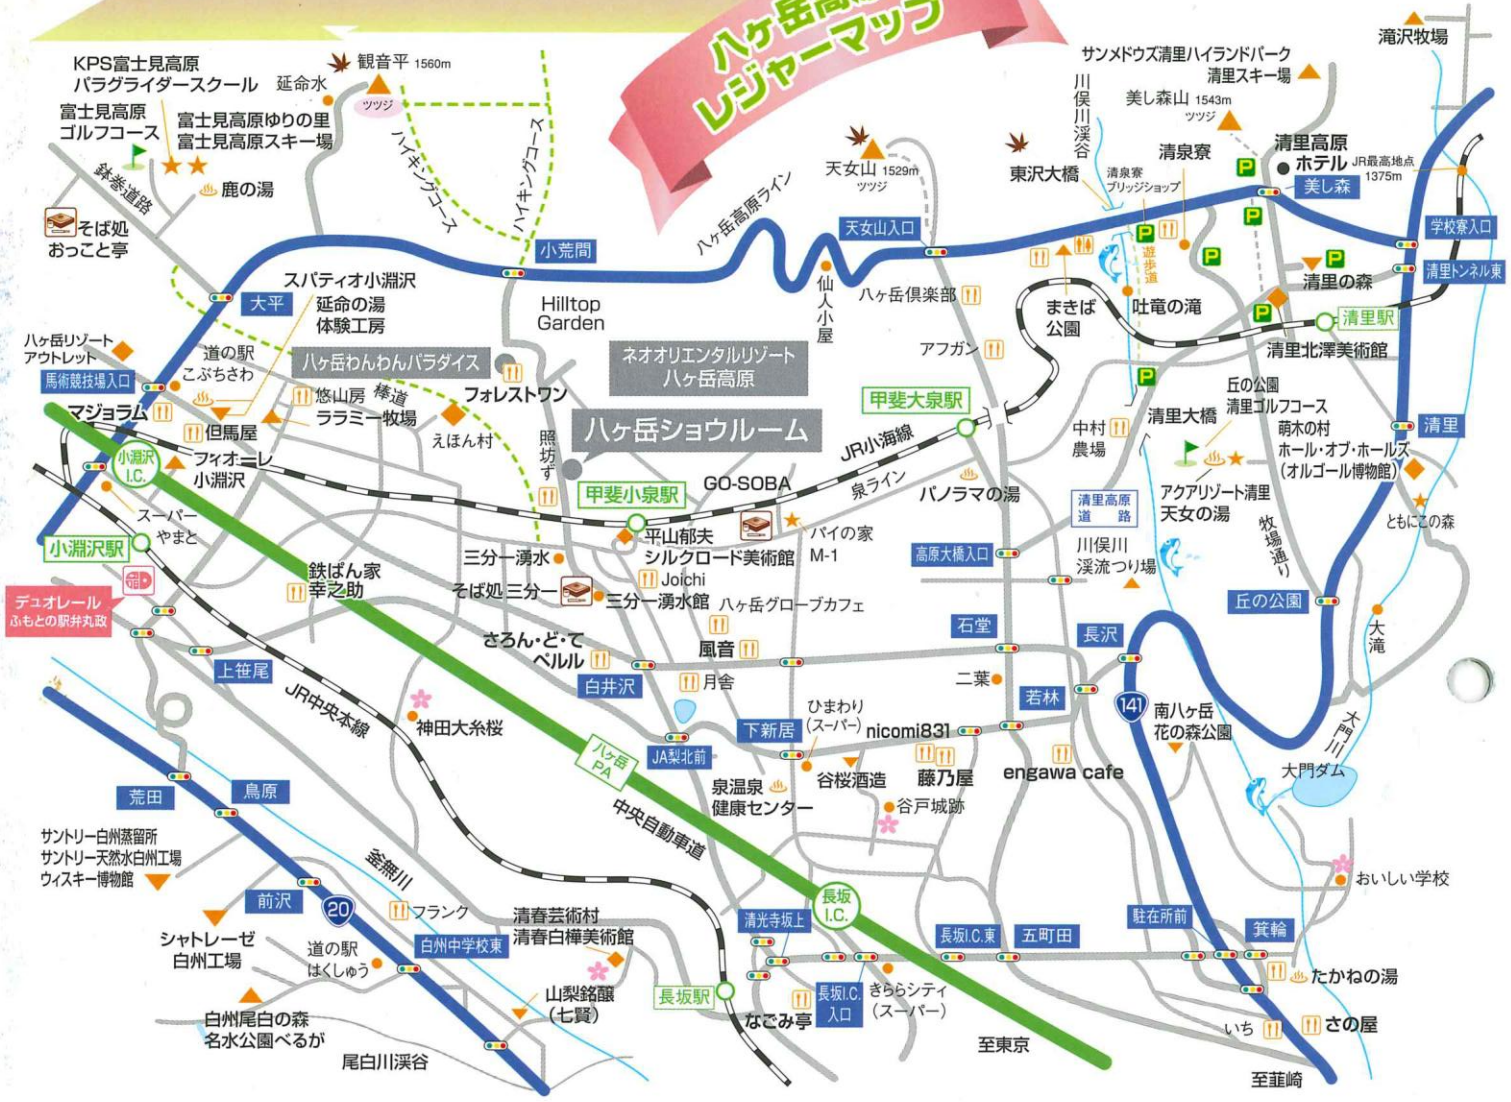 八ヶ岳高
レジャーマップ
KPS富士見高原
パラグライダースクール
富士見高原
ゴルフコース
富士見高原ゆりの里
富士見高原スキー場
延命水
観音平 1560m
ツツジ
鉢巻道路
鹿の湯
そば処
おっこと亭
ハイキングコース
ハイキングコース
八ヶ岳高原ライン
天女山 1529m
ツツジ
天女山入口
東沢大橋
川俣川渓谷
サンメドウズ清里ハイランドパーク
清里スキー場
美し森山 1543m
ツツジ
清泉寮
清泉寮
ブリッジショップ
清里高原
ホテル
JR最高地点
1375m
滝沢牧場
美し森
学校寮入口
清里トンネル東
清里の森
清里駅
清里北澤美術館
遊歩道
吐竜の滝
まきば
公園
八ヶ岳倶楽部
仙人小屋
アフガン
小荒間
大平
スパティオ小淵沢
延命の湯
体験工房
Hilltop
Garden
八ヶ岳リゾート
アウトレット
道の駅
こぶちさわ
馬術競技場入口
八ヶ岳わんわんパラダイス
フォレストワン
ネオオリエンタルリゾート
八ヶ岳高原
八ヶ岳ショウルーム
マジョラム
但馬屋
悠山房
ララミー牧場
棒道
えほん村
照坊ず
小淵沢
I.C.
フィオーレ
小淵沢
スーパー
やまと
小淵沢駅
デュオレール
ふもとの駅弁丸政
甲斐小泉駅
GO-SOBA
JR小海線
泉ライン
甲斐大泉駅
パノラマの湯
中村
農場
清里大橋
丘の公園
清里ゴルフコース
萌木の村
ホール・オブ・ホールズ
(オルゴール博物館)
清里
アクアリゾート清里
天女の湯
ともにこの森
牧場通り
清里高原
道路
川俣川
渓流つり場
高原大橋入口
平山郁夫
シルクロード美術館
パイの家
M-1
三分一湧水
そば処 三分一
三分一湧水館
Joichi
八ヶ岳グローブカフェ
鉄ぱん家
幸之助
さろん・ど・て
ペルル
風音
月舎
白井沢
石堂
長沢
丘の公園
大滝
二葉
若林
141
南八ヶ岳
花の森公園
大門川
大門ダム
上笹尾
JR中央本線
神田大糸桜
八ヶ岳
PA
JA梨北前
下新居
ひまわり
(スーパー)
nicomi831
藤乃屋
engawa cafe
谷桜酒造
泉温泉
健康センター
谷戸城跡
中央自動車道
荒田
鳥原
サントリー白州蒸留所
サントリー天然水白州工場
ウィスキー博物館
釜無川
前沢
20
フランク
シャトレーゼ
白州工場
道の駅
はくしゅう
白州中学校東
清春芸術村
清春白樺美術館
山梨銘醸
(七賢)
白州尾白の森
名水公園べるが
尾白川渓谷
長坂駅
清光寺坂上
長坂
I.C.
なごみ亭
長坂I.C.
入口
きららシティ
(スーパー)
長坂I.C.東
五町田
駐在所前
箕輪
おいしい学校
たかねの湯
いち
さの屋
至東京
至韮崎